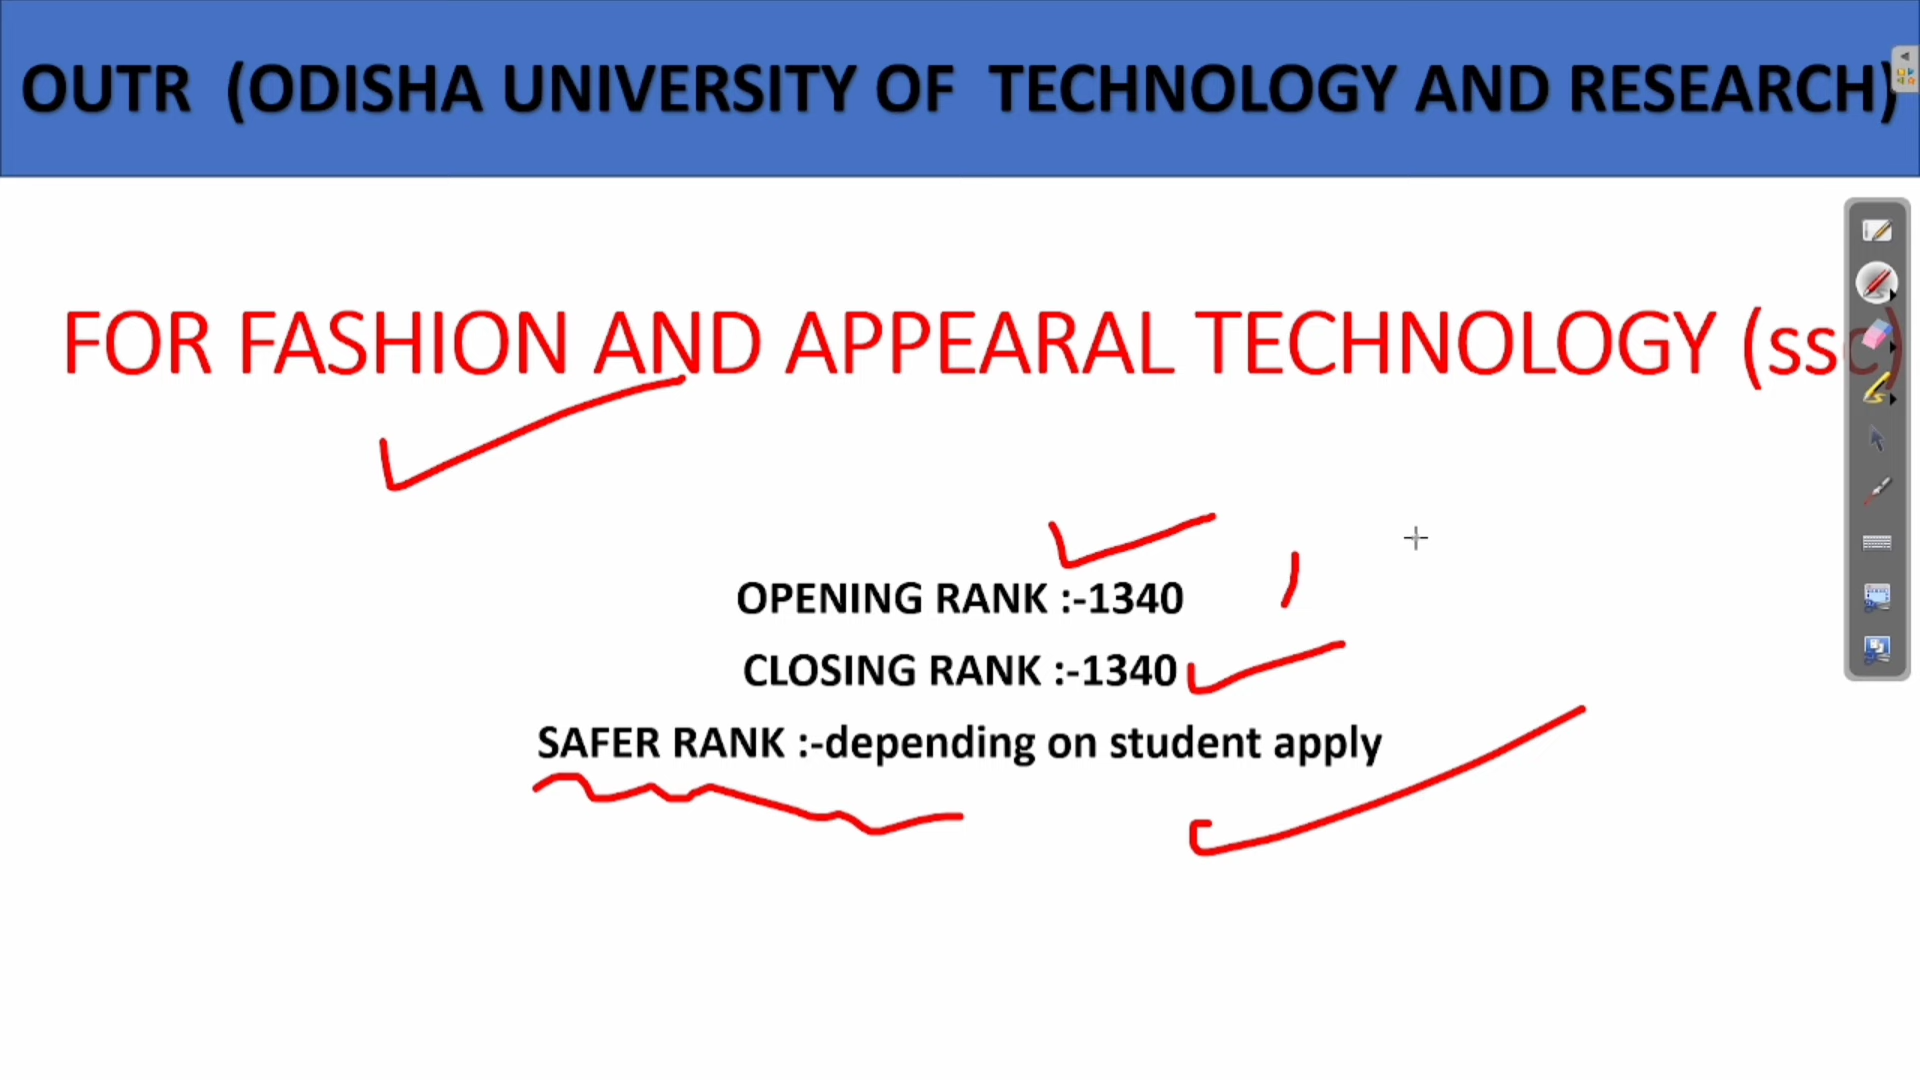 OUTR (ODISHA UNIVERSITY OF TECHNOLOGY AND RESEARCH)
FOR FASHION AND APPEARAL TECHNOLOGY (ssc)
OPENING RANK :-1340
CLOSING RANK :-1340
SAFER RANK :-depending on student apply